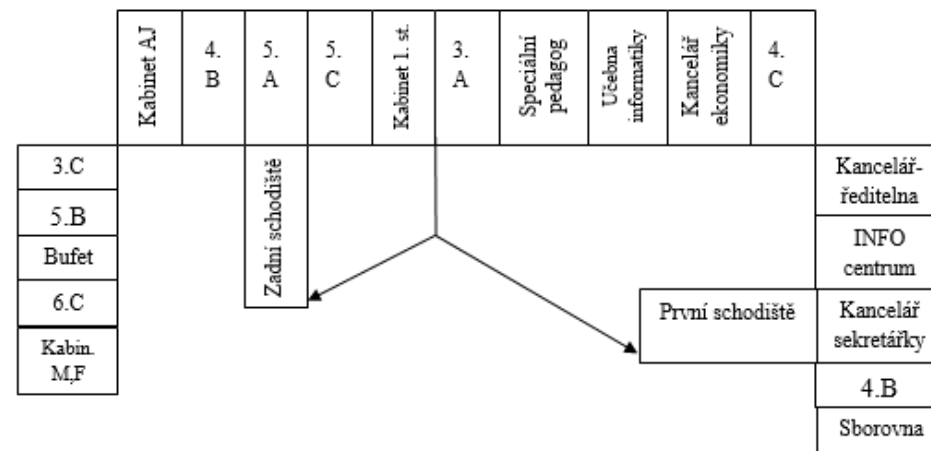 Kabinet AJ
4.
B
5.
A
5.
C
Kabinet 1. st.
3.
A
Speciální
pedagog
Učebna
informatiky
Kancelář
ekonomiky
4.
C
3.C
5.B
Bufet
6.C
Kabin.
M,F
Zadní schodiště
První schodiště
Kancelář-
ředitelna
INFO
centrum
Kancelář
sekretářky
4.B
Sborovna